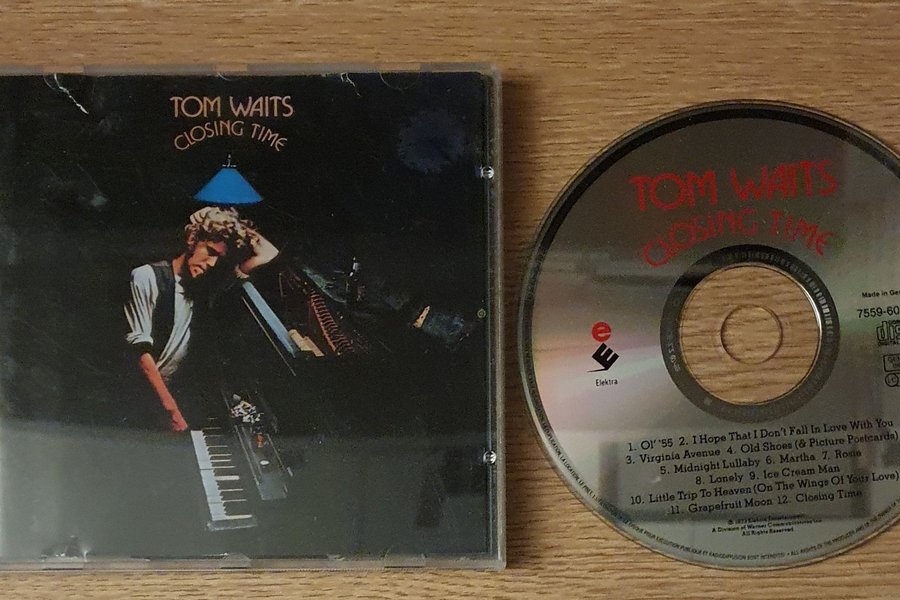 TOM WAITS
CLOSING TIME
TOM WAITS
CLOSING TIME
Made in Ger
7559-60
e
E
Elektra
1. Ol' '55 2. I Hope That I Don't Fall In Love With You
3. Virginia Avenue 4. Old Shoes (& Picture Postcards)
5. Midnight Lullaby 6. Martha 7. Rosie
8. Lonely 9. Ice Cream Man
10. Little Trip To Heaven (On The Wings Of Your Love)
11. Grapefruit Moon 12. Closing Time
℗ 1973 Elektra Entertainment
A Division of Warner Communications Inc.
All Rights Reserved.